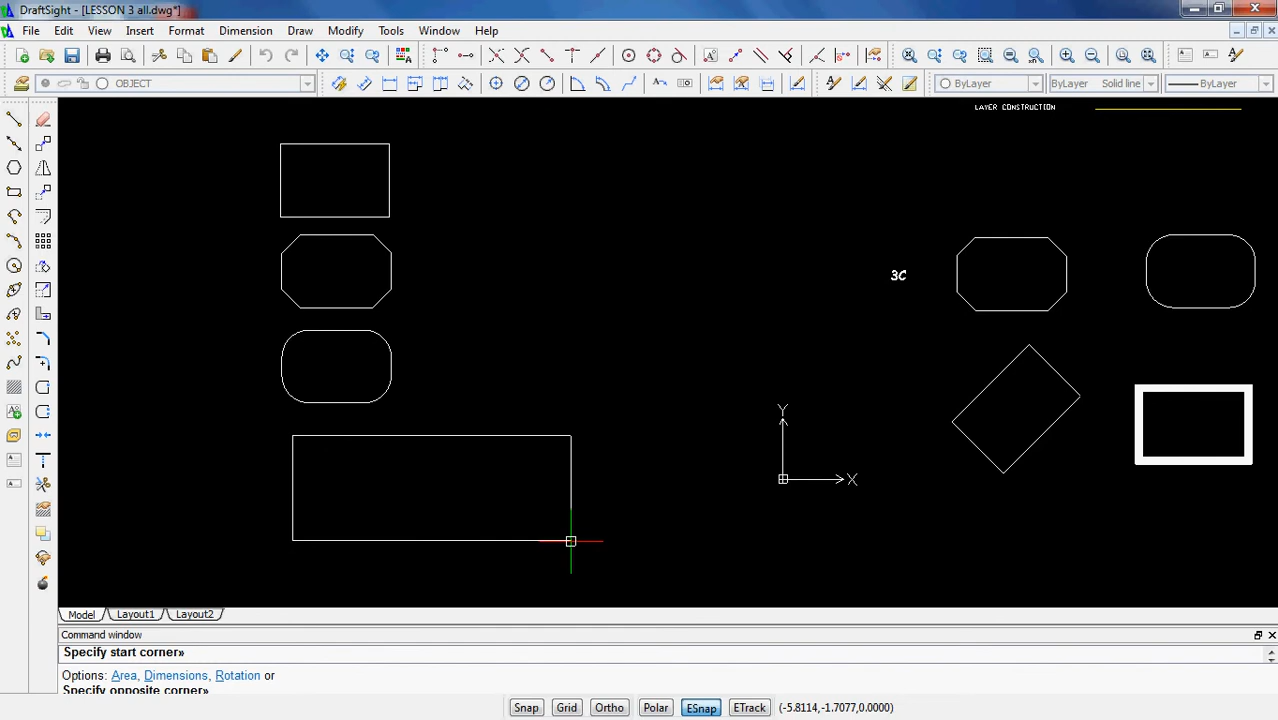 DraftSight - [LESSON 3 all.dwg*]
File Edit View Insert Format Dimension Draw Modify Tools Window Help
OBJECT ByLayer ByLayer Solid line ByLayer
LAYER CONSTRUCTION
3C
Y
X
Model Layout1 Layout2
Command window
Specify start corner»
Options: Area, Dimensions, Rotation or
Specify opposite corner»
Snap Grid Ortho Polar ESnap ETrack (-5.8114,-1.7077,0.0000)